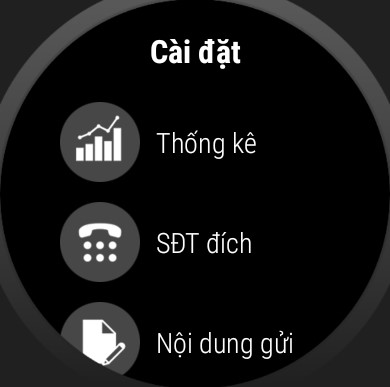 Cài đặt
Thống kê
SĐT đích
Nội dung gửi